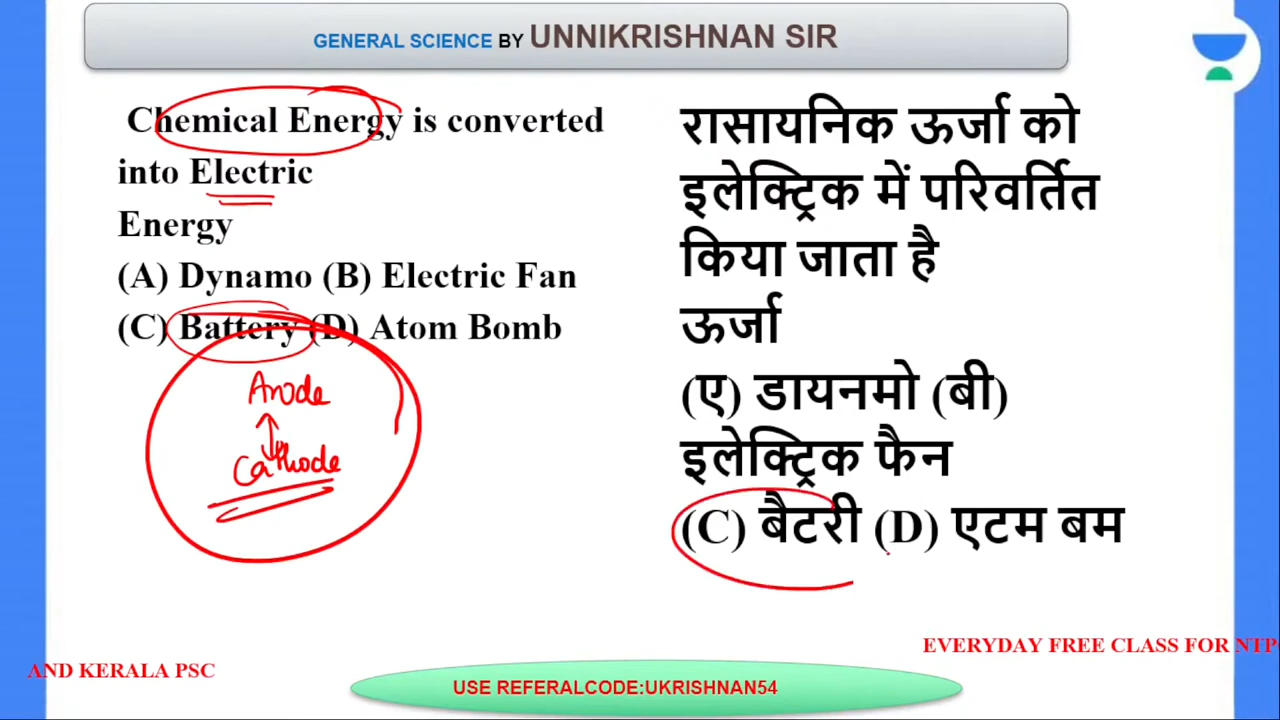 GENERAL SCIENCE BY UNNIKRISHNAN SIR
Chemical Energy is converted
into Electric
Energy
(A) Dynamo (B) Electric Fan
(C) Battery (D) Atom Bomb
Anode
Cathode
रासायनिक ऊर्जा को
इलेक्ट्रिक में परिवर्तित
किया जाता है
ऊर्जा
(ए) डायनमो (बी)
इलेक्ट्रिक फैन
(C) बैटरी (D) एटम बम
EVERYDAY FREE CLASS FOR NTP
AND KERALA PSC
USE REFERALCODE:UKRISHNAN54